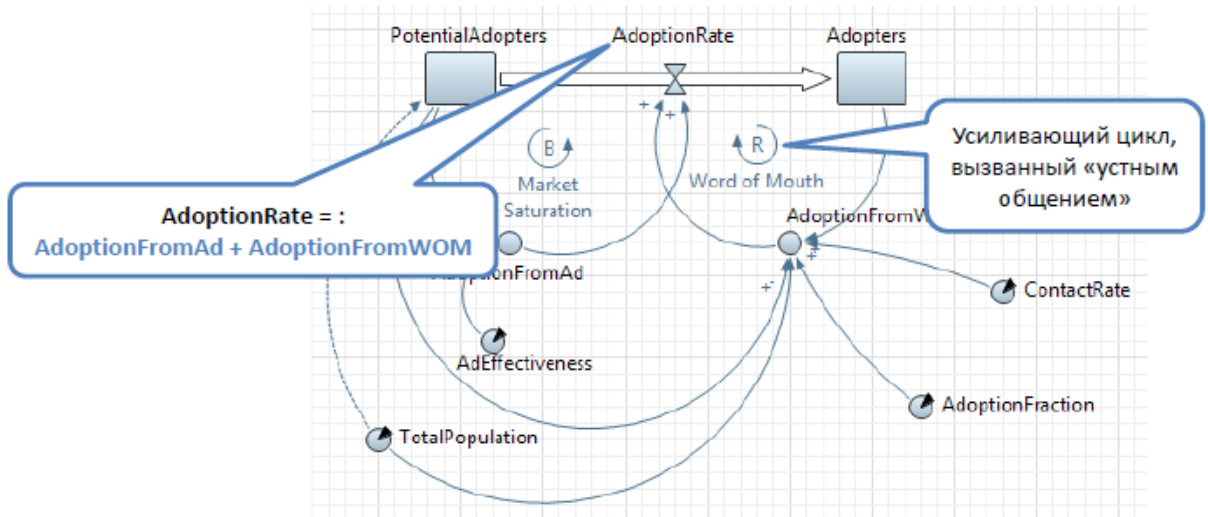 PotentialAdopters
AdoptionRate
Adopters
+
+
B
Market
Saturation
R
Word of Mouth
Усиливающий цикл,
вызванный «устным
общением»
AdoptionRate = :
AdoptionFromAd + AdoptionFromWOM
AdoptionFromW
AdoptionFromAd
+
+
+
-
ContactRate
AdEffectiveness
AdoptionFraction
TotalPopulation